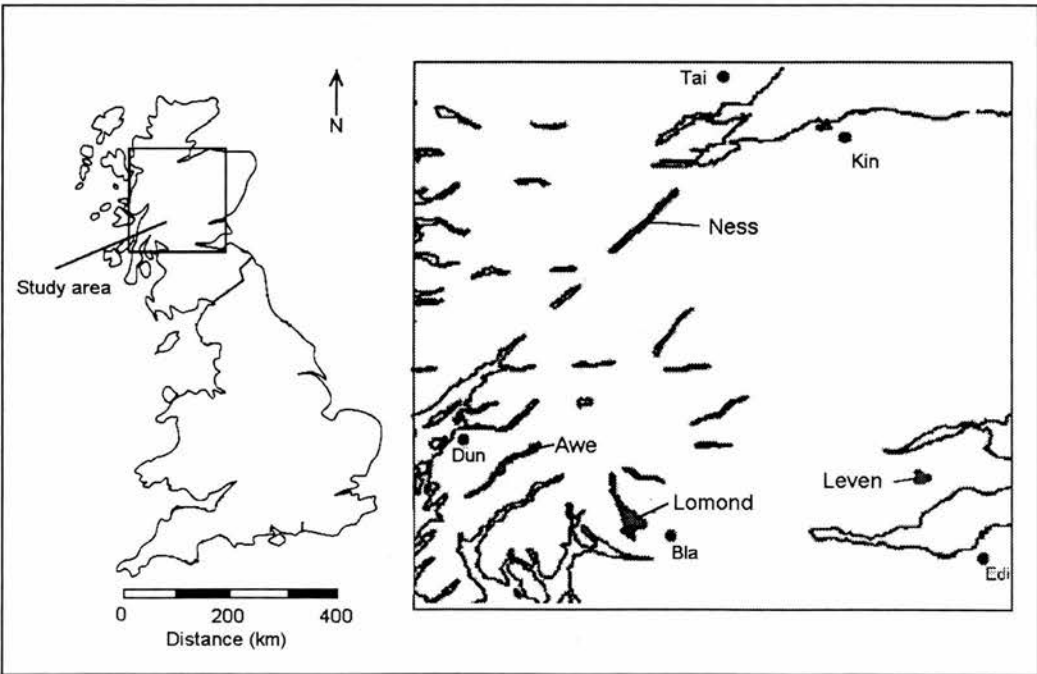 N
Study area
0 200 400
Distance (km)
Tai
Kin
Ness
Dun
Awe
Leven
Lomond
Bla
Edi